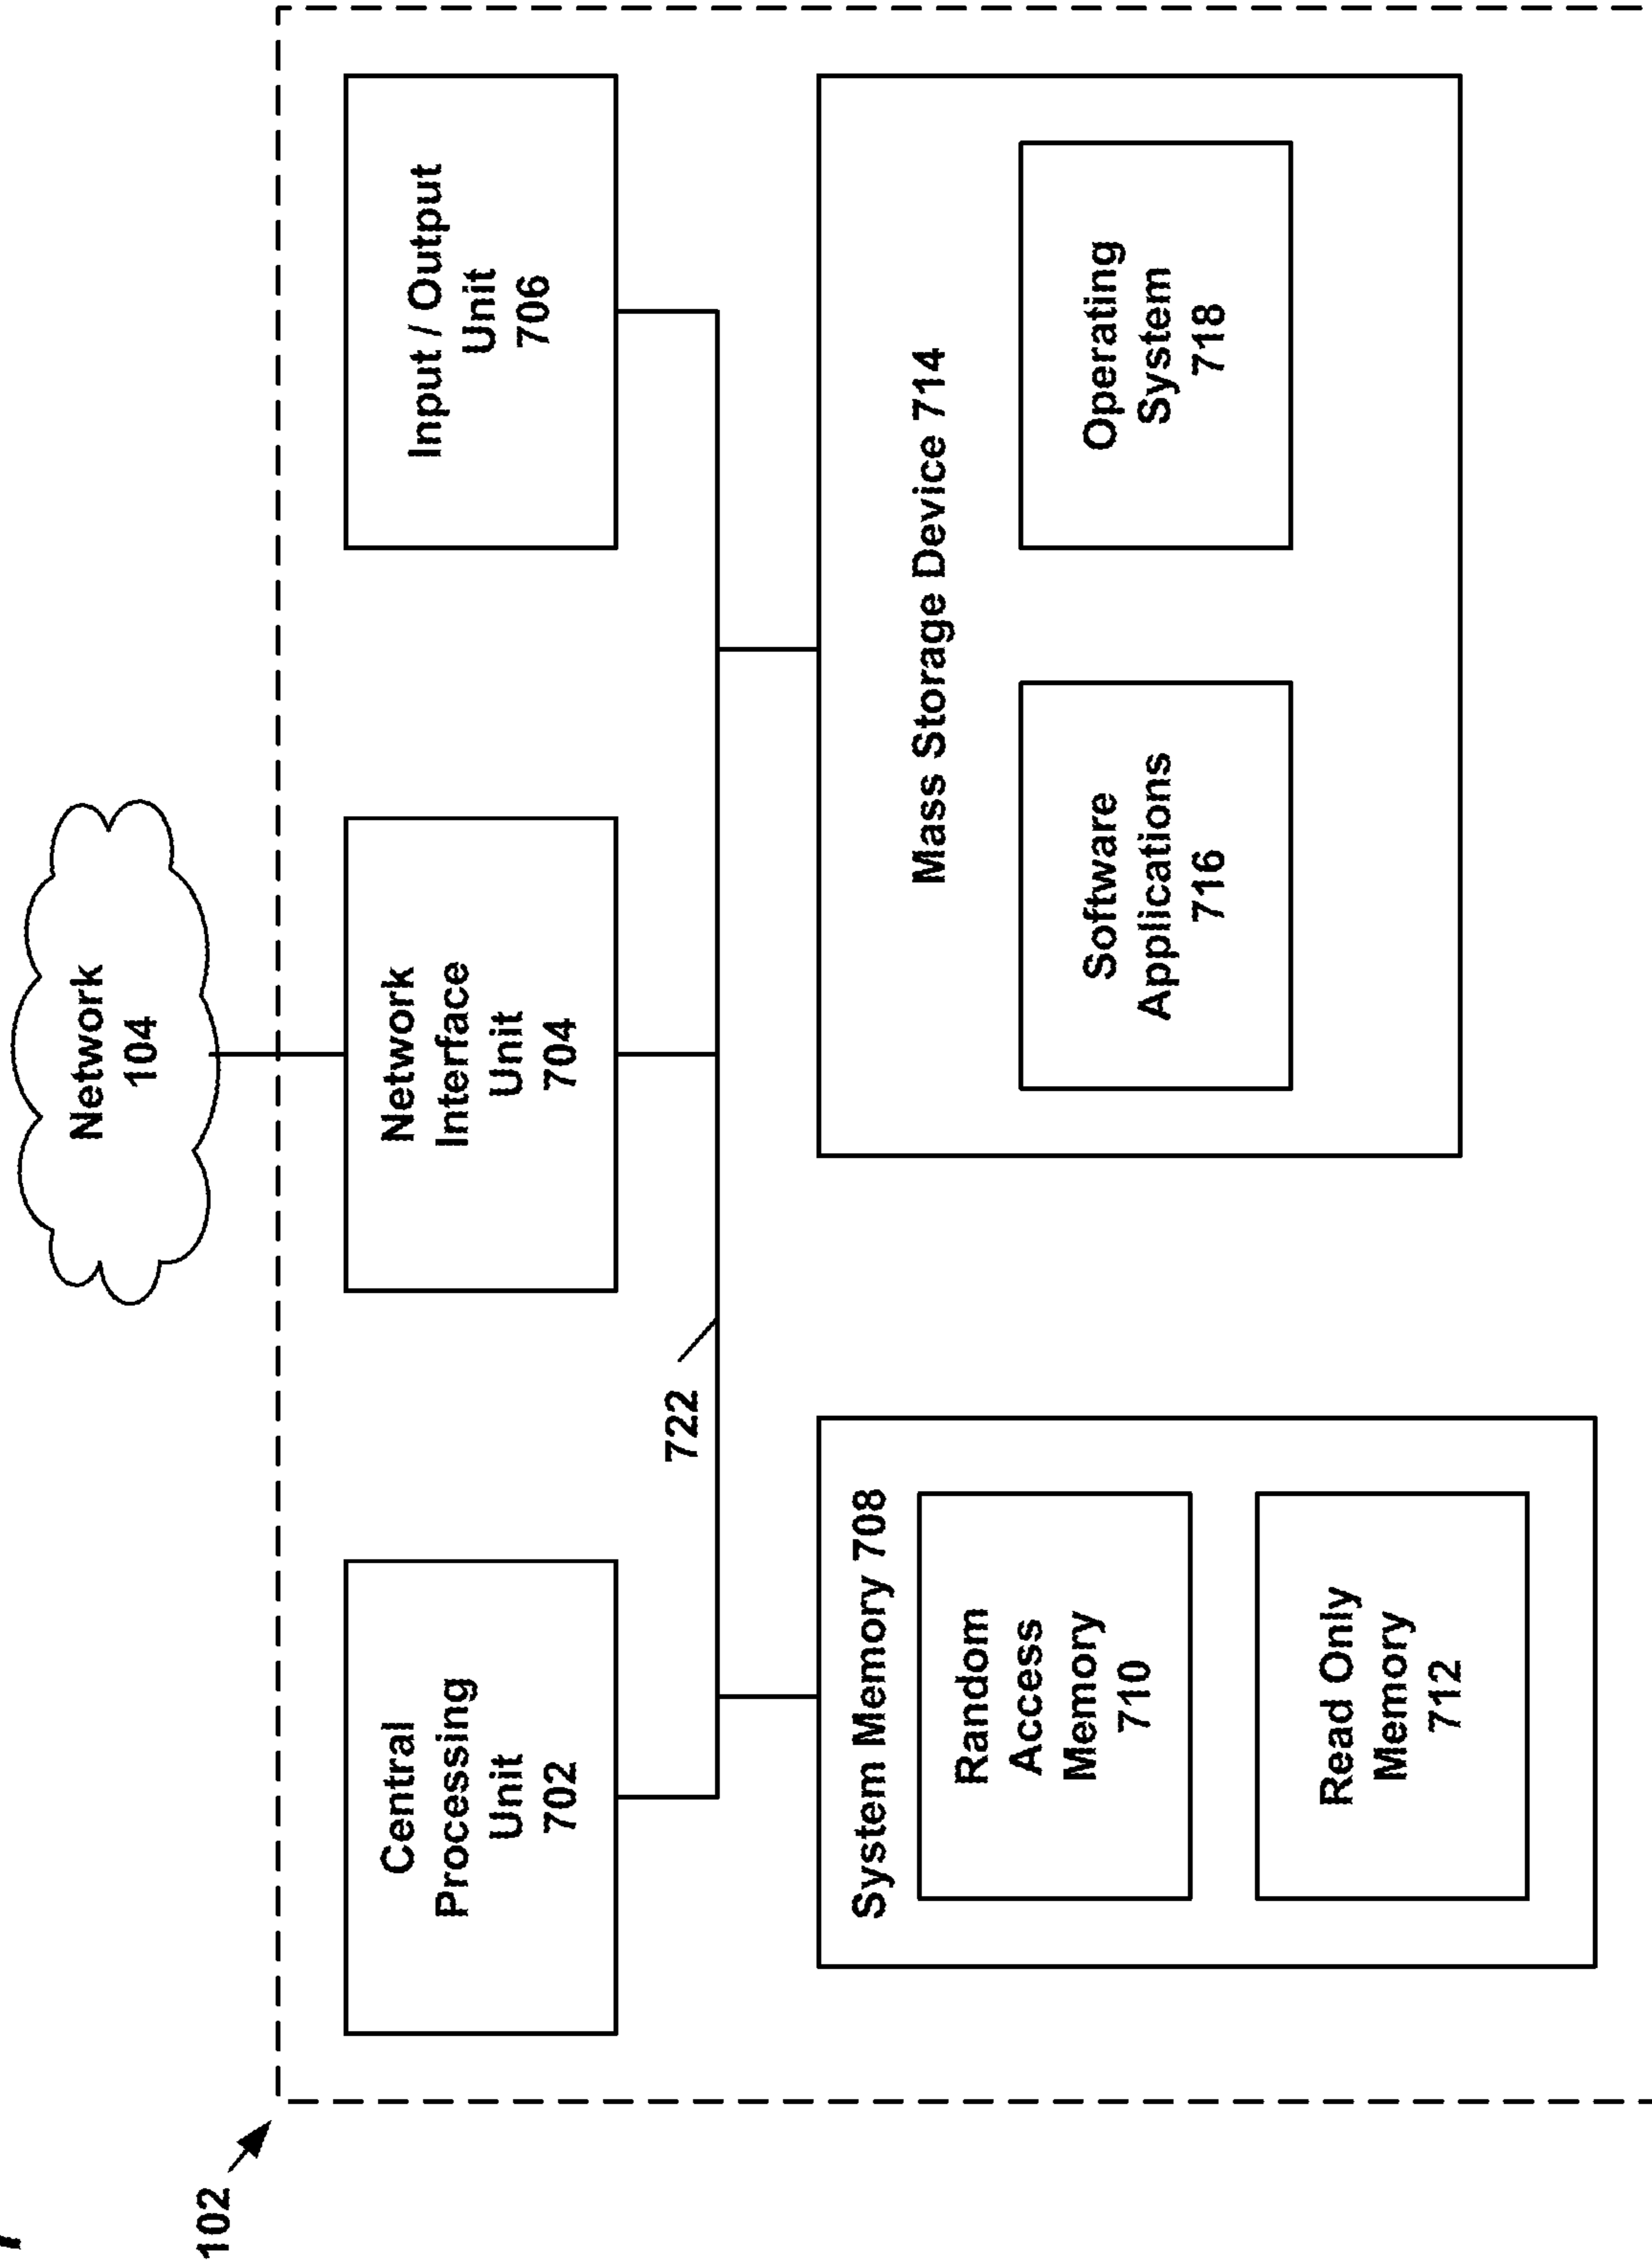 102
Network
104
Central
Processing
Unit
702
Network
Interface
Unit
704
Input / Output
Unit
706
722
System Memory 708
Random
Access
Memory
710
Read Only
Memory
712
Mass Storage Device 714
Software
Applications
716
Operating
System
718